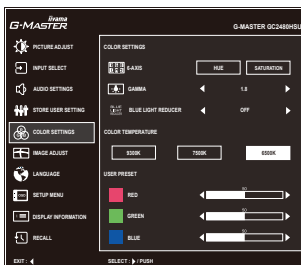 iiyama
G-MASTER
G-MASTER GC2480HSU
PICTURE ADJUST
INPUT SELECT
AUDIO SETTINGS
STORE USER SETTING
COLOR SETTINGS
IMAGE ADJUST
LANGUAGE
SETUP MENU
DISPLAY INFORMATION
RECALL
COLOR SETTINGS
6-AXIS
HUE
SATURATION
GAMMA
1.8
BLUE LIGHT REDUCER
OFF
COLOR TEMPERATURE
9300K
7500K
6500K
USER PRESET
RED
50
GREEN
50
BLUE
50
EXIT :
SELECT : / PUSH